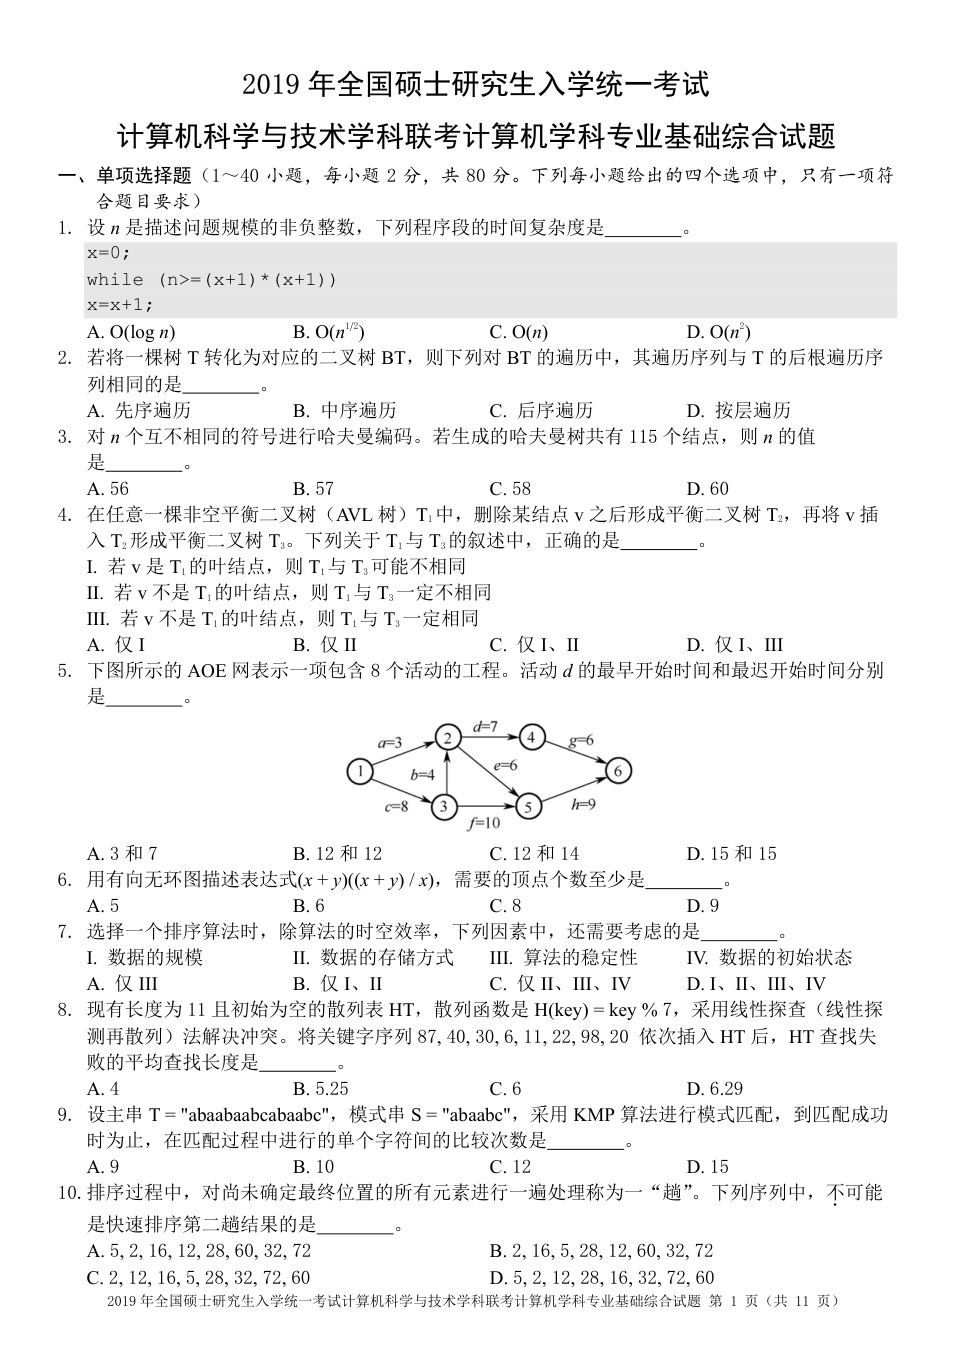 2019 年全国硕士研究生入学统一考试
计算机科学与技术学科联考计算机学科专业基础综合试题
一、单项选择题（1～40 小题，每小题 2 分，共 80 分。下列每小题给出的四个选项中，只有一项符
合题目要求）
1. 设 n 是描述问题规模的非负整数，下列程序段的时间复杂度是________。
x=0;
while (n>=(x+1)*(x+1))
x=x+1;
A. O(log n) B. O(n^1/2) C. O(n) D. O(n^2)
2. 若将一棵树 T 转化为对应的二叉树 BT，则下列对 BT 的遍历中，其遍历序列与 T 的后根遍历序
列相同的是________。
A. 先序遍历 B. 中序遍历 C. 后序遍历 D. 按层遍历
3. 对 n 个互不相同的符号进行哈夫曼编码。若生成的哈夫曼树共有 115 个结点，则 n 的值
是________。
A. 56 B. 57 C. 58 D. 60
4. 在任意一棵非空平衡二叉树（AVL 树）T₁中，删除某结点 v 之后形成平衡二叉树 T₂，再将 v 插
入 T₂形成平衡二叉树 T₃。下列关于 T₁与 T₃的叙述中，正确的是________。
I. 若 v 是 T₁的叶结点，则 T₁与 T₃可能不相同
II. 若 v 不是 T₁的叶结点，则 T₁与 T₃一定不相同
III. 若 v 不是 T₁的叶结点，则 T₁与 T₃一定相同
A. 仅 I B. 仅 II C. 仅 I、II D. 仅 I、III
5. 下图所示的 AOE 网表示一项包含 8 个活动的工程。活动 d 的最早开始时间和最迟开始时间分别
是________。
d=7
a=3 2 4 g=6
1 b=4 e=6 6
c=8 3 5 h=9
f=10
A. 3 和 7 B. 12 和 12 C. 12 和 14 D. 15 和 15
6. 用有向无环图描述表达式(x + y)((x + y) / x)，需要的顶点个数至少是________。
A. 5 B. 6 C. 8 D. 9
7. 选择一个排序算法时，除算法的时空效率，下列因素中，还需要考虑的是________。
I. 数据的规模 II. 数据的存储方式 III. 算法的稳定性 IV. 数据的初始状态
A. 仅 III B. 仅 I、II C. 仅 II、III、IV D. I、II、III、IV
8. 现有长度为 11 且初始为空的散列表 HT，散列函数是 H(key) = key % 7，采用线性探查（线性探
测再散列）法解决冲突。将关键字序列 87, 40, 30, 6, 11, 22, 98, 20 依次插入 HT 后，HT 查找失
败的平均查找长度是________。
A. 4 B. 5.25 C. 6 D. 6.29
9. 设主串 T = "abaabaabcabaabc"，模式串 S = "abaabc"，采用 KMP 算法进行模式匹配，到匹配成功
时为止，在匹配过程中进行的单个字符间的比较次数是________。
A. 9 B. 10 C. 12 D. 15
10. 排序过程中，对尚未确定最终位置的所有元素进行一遍处理称为一“趟”。下列序列中，不可能
是快速排序第二趟结果的是________。
A. 5, 2, 16, 12, 28, 60, 32, 72 B. 2, 16, 5, 28, 12, 60, 32, 72
C. 2, 12, 16, 5, 28, 32, 72, 60 D. 5, 2, 12, 28, 16, 32, 72, 60
2019 年全国硕士研究生入学统一考试计算机科学与技术学科联考计算机学科专业基础综合试题 第 1 页（共 11 页）